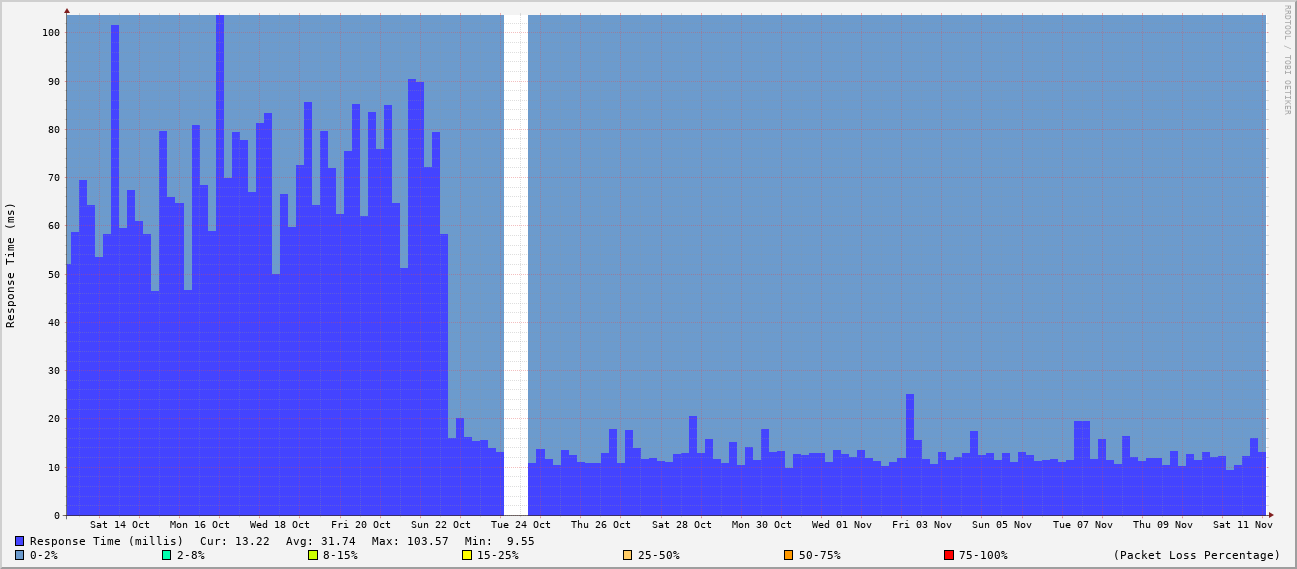 RRDTOOL / TOBI OETIKER
Response Time (ms)
100
90
80
70
60
50
40
30
20
10
0
Sat 14 Oct Mon 16 Oct Wed 18 Oct Fri 20 Oct Sun 22 Oct Tue 24 Oct Thu 26 Oct Sat 28 Oct Mon 30 Oct Wed 01 Nov Fri 03 Nov Sun 05 Nov Tue 07 Nov Thu 09 Nov Sat 11 Nov
Response Time (millis) Cur: 13.22 Avg: 31.74 Max: 103.57 Min: 9.55
0-2% 2-8% 8-15% 15-25% 25-50% 50-75% 75-100% (Packet Loss Percentage)